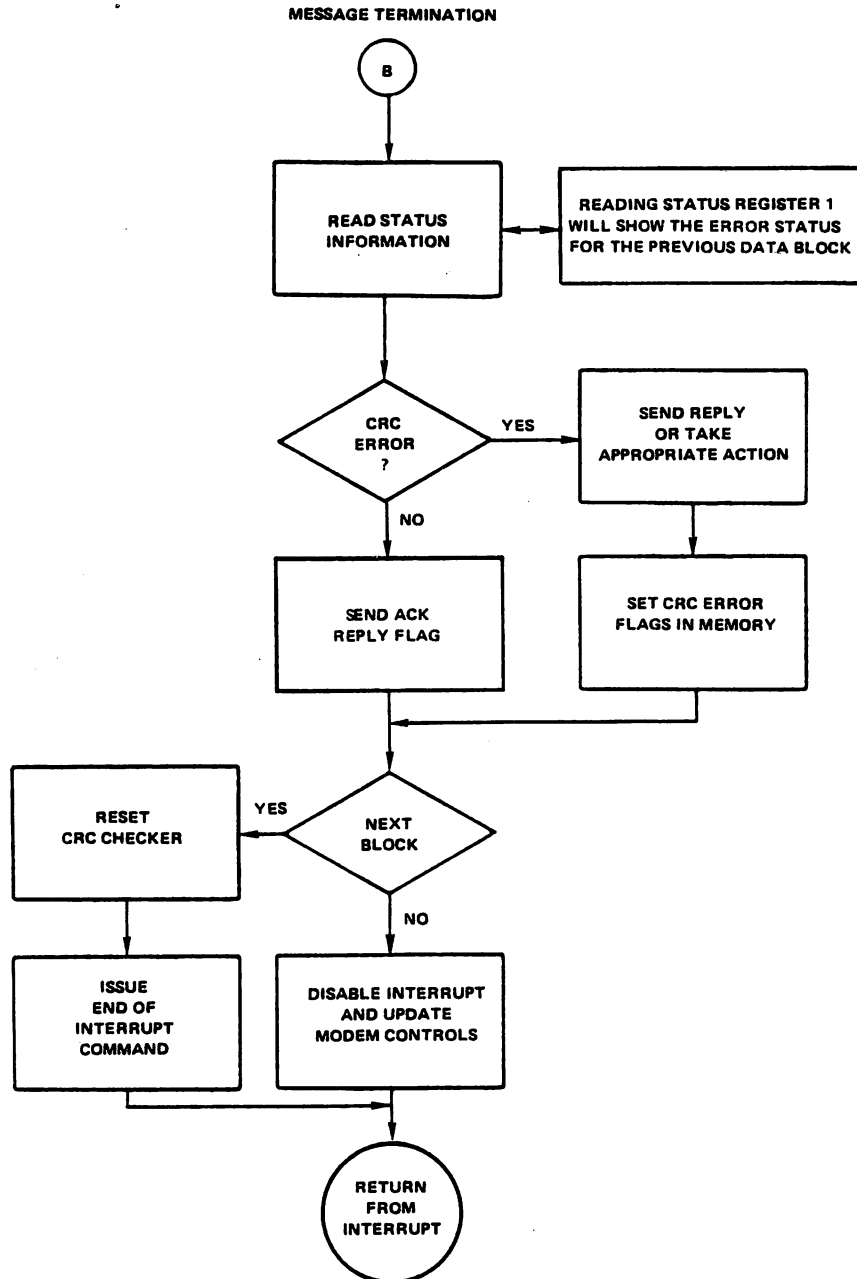 MESSAGE TERMINATION
B
READ STATUS
INFORMATION
READING STATUS REGISTER 1
WILL SHOW THE ERROR STATUS
FOR THE PREVIOUS DATA BLOCK
CRC
ERROR
?
YES
SEND REPLY
OR TAKE
APPROPRIATE ACTION
NO
SEND ACK
REPLY FLAG
SET CRC ERROR
FLAGS IN MEMORY
RESET
CRC CHECKER
YES
NEXT
BLOCK
NO
ISSUE
END OF
INTERRUPT
COMMAND
DISABLE INTERRUPT
AND UPDATE
MODEM CONTROLS
RETURN
FROM
INTERRUPT